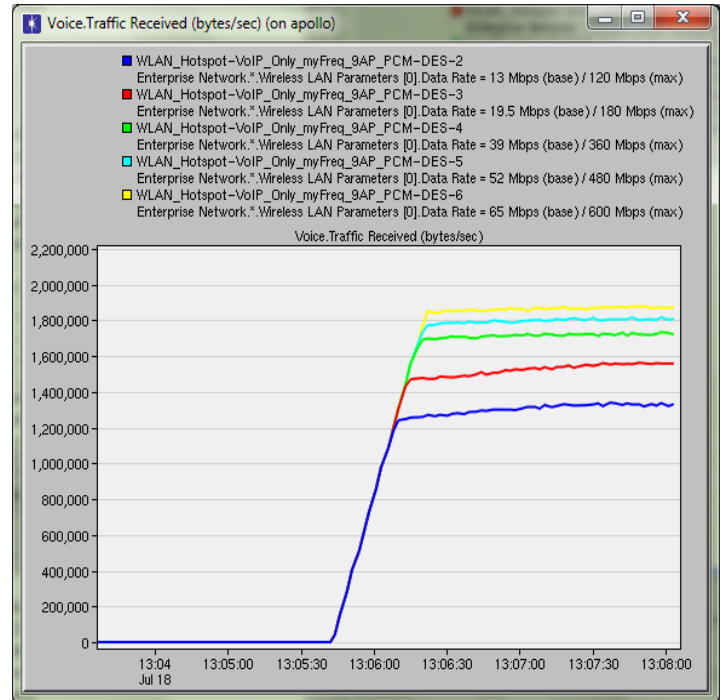 Voice.Traffic Received (bytes/sec) (on apollo)
WLAN_Hotspot-VoIP_Only_myFreq_9AP_PCM-DES-2
Enterprise Network.*.Wireless LAN Parameters [0].Data Rate = 13 Mbps (base) / 120 Mbps (max)
WLAN_Hotspot-VoIP_Only_myFreq_9AP_PCM-DES-3
Enterprise Network.*.Wireless LAN Parameters [0].Data Rate = 19.5 Mbps (base) / 180 Mbps (max)
WLAN_Hotspot-VoIP_Only_myFreq_9AP_PCM-DES-4
Enterprise Network.*.Wireless LAN Parameters [0].Data Rate = 39 Mbps (base) / 360 Mbps (max)
WLAN_Hotspot-VoIP_Only_myFreq_9AP_PCM-DES-5
Enterprise Network.*.Wireless LAN Parameters [0].Data Rate = 52 Mbps (base) / 480 Mbps (max)
WLAN_Hotspot-VoIP_Only_myFreq_9AP_PCM-DES-6
Enterprise Network.*.Wireless LAN Parameters [0].Data Rate = 65 Mbps (base) / 600 Mbps (max)
Voice.Traffic Received (bytes/sec)
2,200,000
2,000,000
1,800,000
1,600,000
1,400,000
1,200,000
1,000,000
800,000
600,000
400,000
200,000
0
13:04 13:05:00 13:05:30 13:06:00 13:06:30 13:07:00 13:07:30 13:08:00
Jul 18